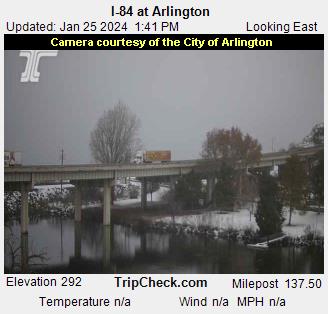 I-84 at Arlington
Updated: Jan 25 2024 1:41 PM Looking East
Camera courtesy of the City of Arlington
Elevation 292 TripCheck.com Milepost 137.50
Temperature n/a Wind n/a MPH n/a